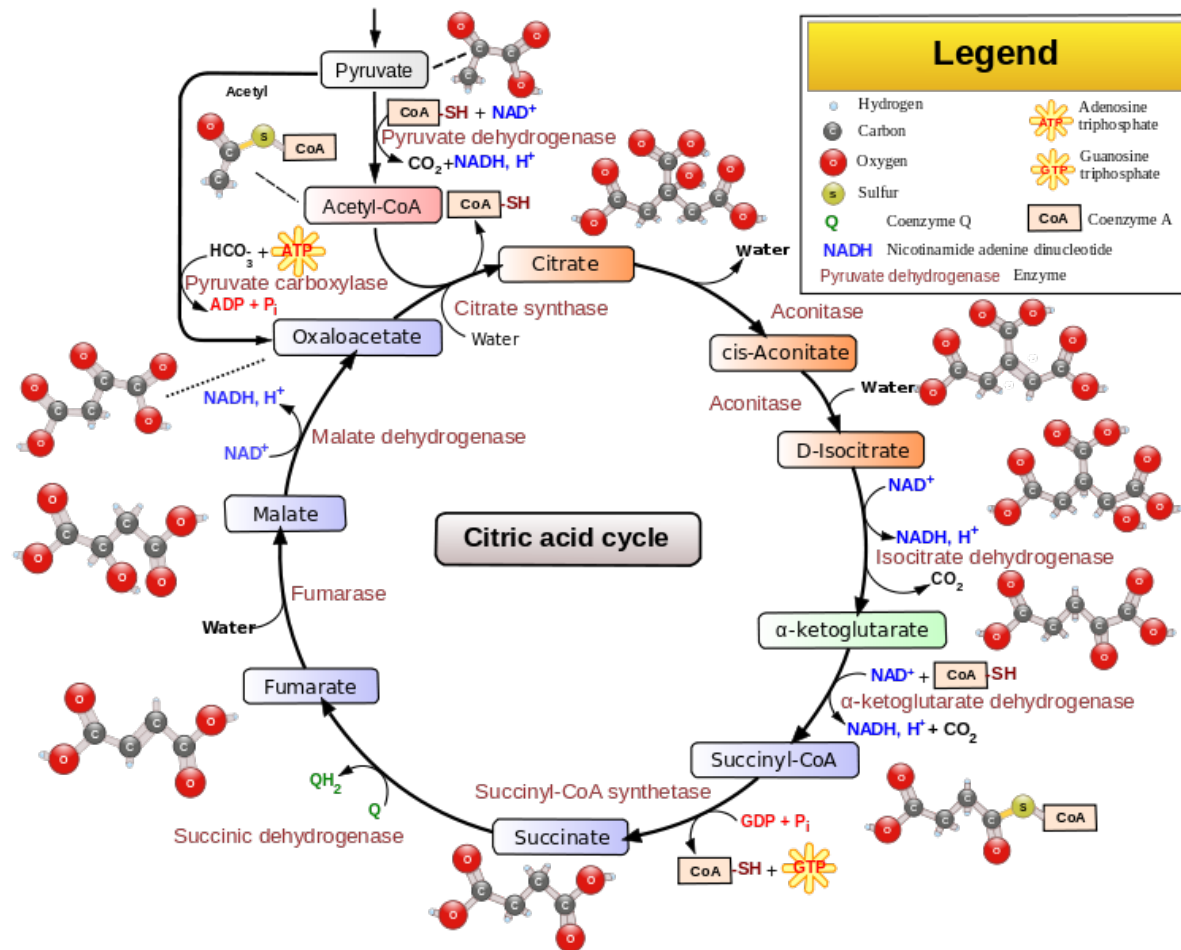 Legend
Hydrogen
Carbon
Oxygen
Sulfur
Q Coenzyme Q
NADH Nicotinamide adenine dinucleotide
Pyruvate dehydrogenase Enzyme
ATP Adenosine
triphosphate
GTP Guanosine
triphosphate
CoA Coenzyme A
Pyruvate
Acetyl
CoA-SH + NAD+
Pyruvate dehydrogenase
CO2+NADH, H+
S CoA
Acetyl-CoA
CoA-SH
HCO3- + ATP
Pyruvate carboxylase
ADP + Pi
Citrate
Citrate synthase
Water
Oxaloacetate
Water
Aconitase
cis-Aconitate
Water
Aconitase
D-Isocitrate
NAD+
NADH, H+
Isocitrate dehydrogenase
CO2
α-ketoglutarate
NAD+ + CoA-SH
α-ketoglutarate dehydrogenase
NADH, H+ + CO2
Succinyl-CoA
S CoA
Succinyl-CoA synthetase
GDP + Pi
CoA-SH + GTP
Succinate
QH2
Q
Succinic dehydrogenase
Fumarate
Water
Fumarase
Malate
NADH, H+
NAD+
Malate dehydrogenase
Citric acid cycle